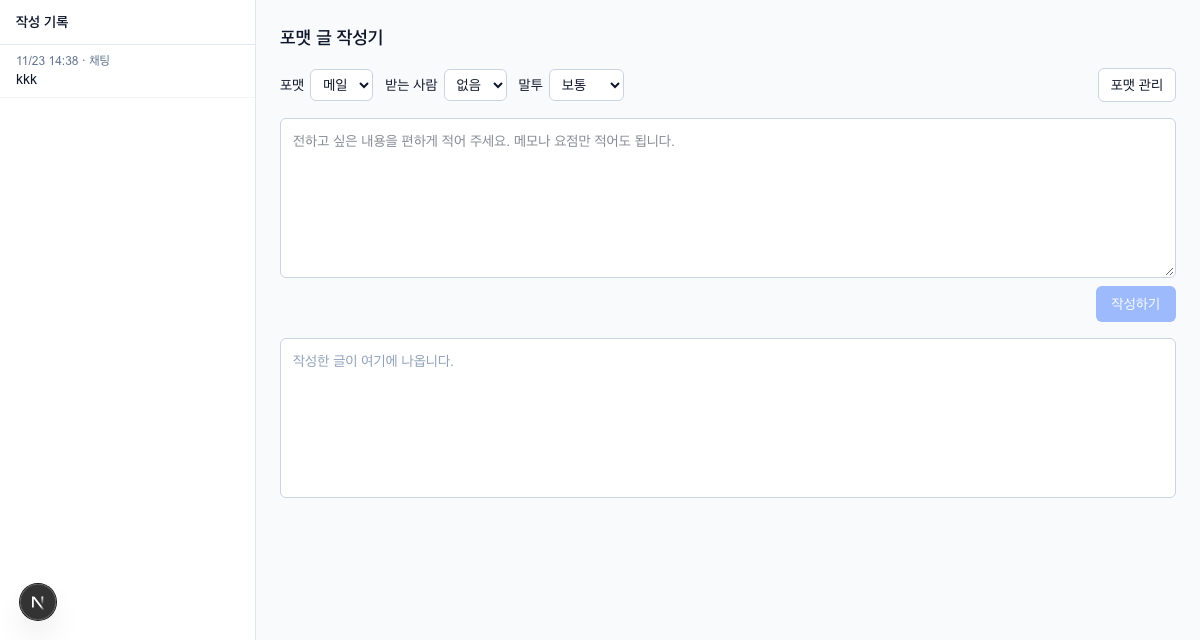 작성 기록
11/23 14:38 · 채팅
kkk
포맷 글 작성기
포맷 메일 받는 사람 없음 말투 보통 포맷 관리
전하고 싶은 내용을 편하게 적어 주세요. 메모나 요점만 적어도 됩니다.
작성하기
작성한 글이 여기에 나옵니다.
N